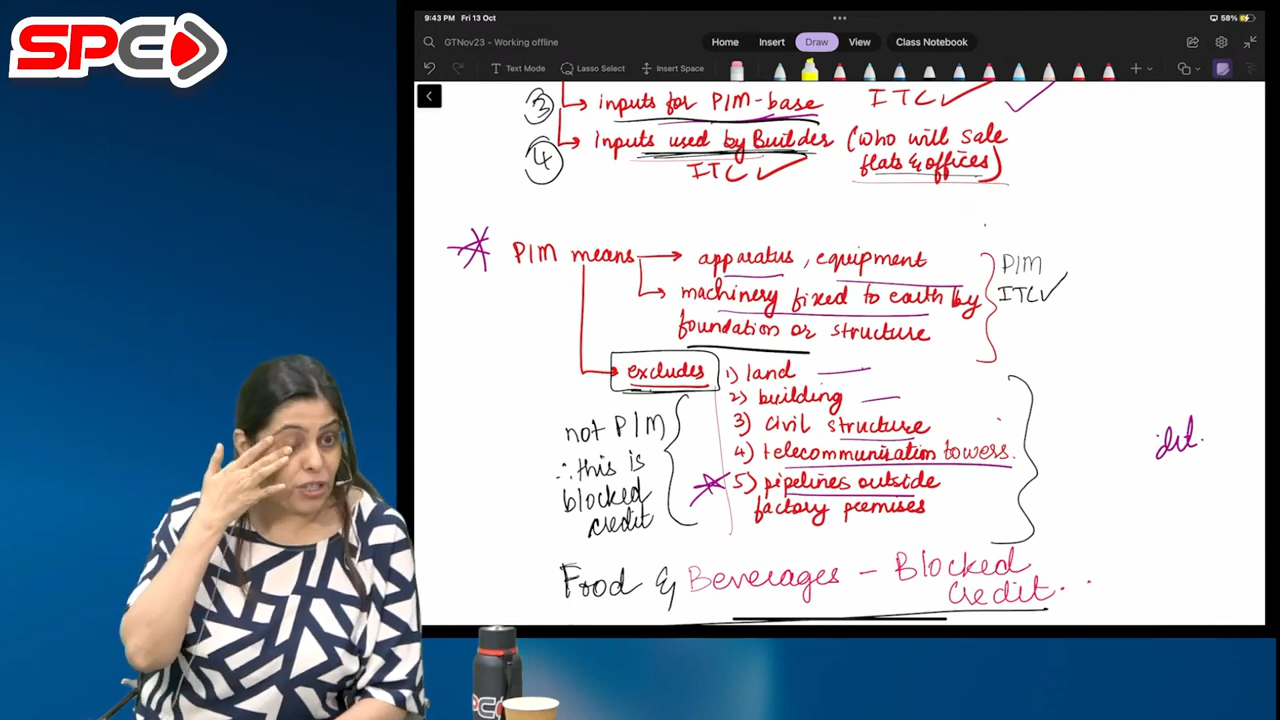 SPC
9:43 PM Fri 13 Oct
58%
GTNov23 - Working offline
Home Insert Draw View Class Notebook
Text Mode Lasso Select Insert Space
3 inputs for P/M-base ITC ✓
4 inputs used by Builder (who will sale
ITC ✓ flats & offices)
PIM means → apparatus, equipment
→ machinery fixed to earth by
foundation or structure
PIM
ITC ✓
excludes 1) land
2) building
3) civil structure
4) telecommunication towers.
5) pipelines outside
factory premises
not P/M
∴ this is
blocked
credit
Food & Beverages - Blocked
Credit.
SPC